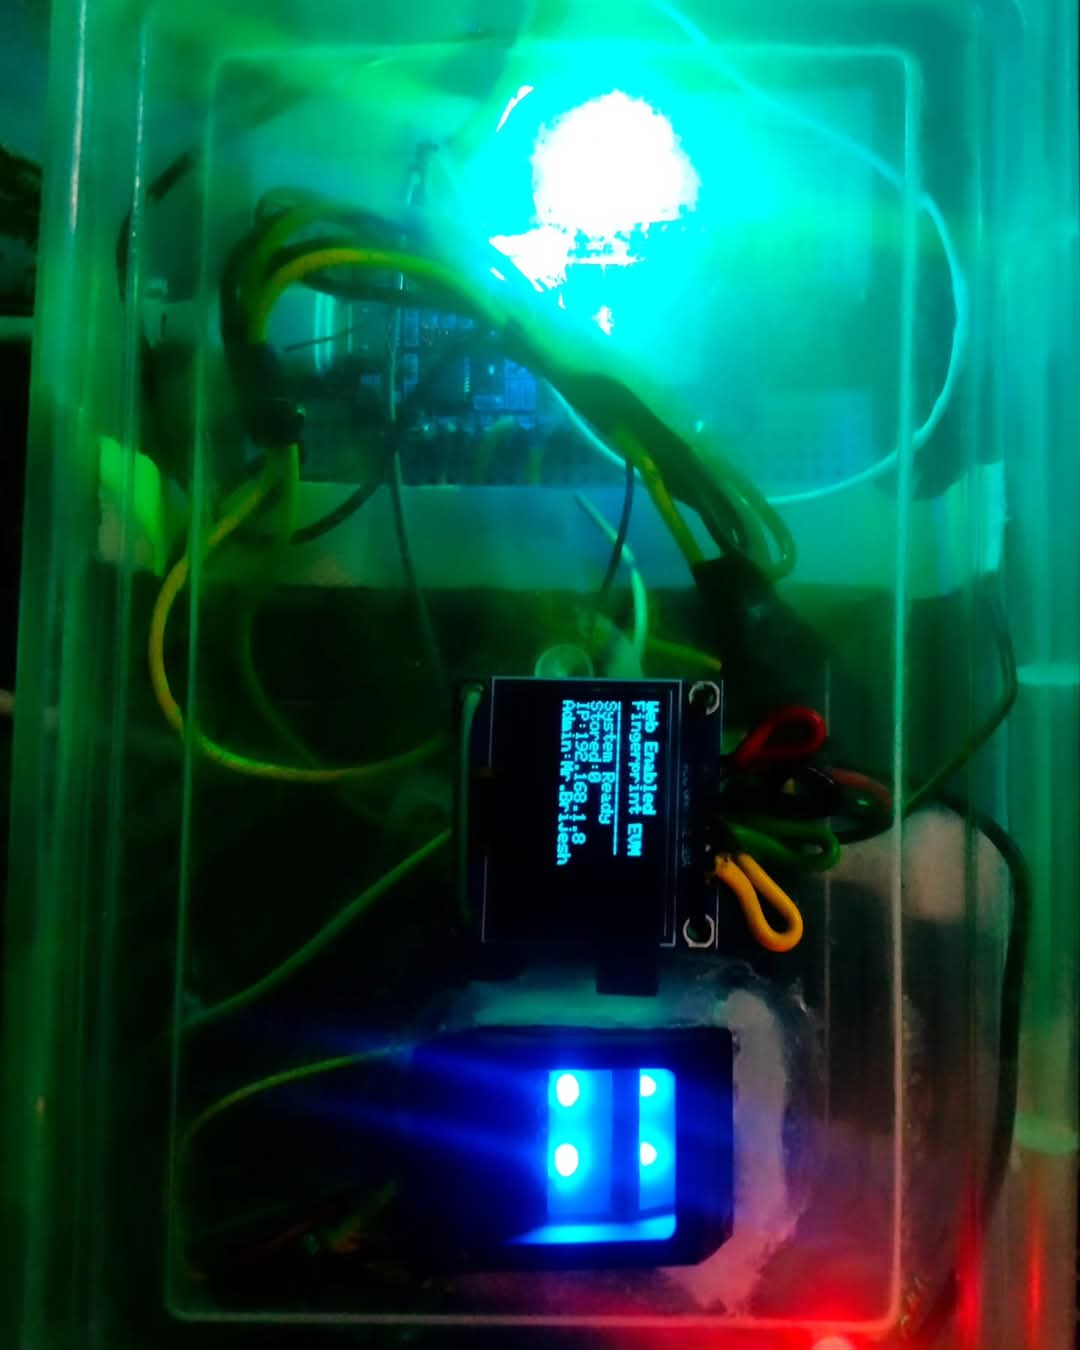 Web Enabled
Fingerprint EVM
System Ready
Stored:0
IP:192.168.1.8
Admin:Mr.Brijesh